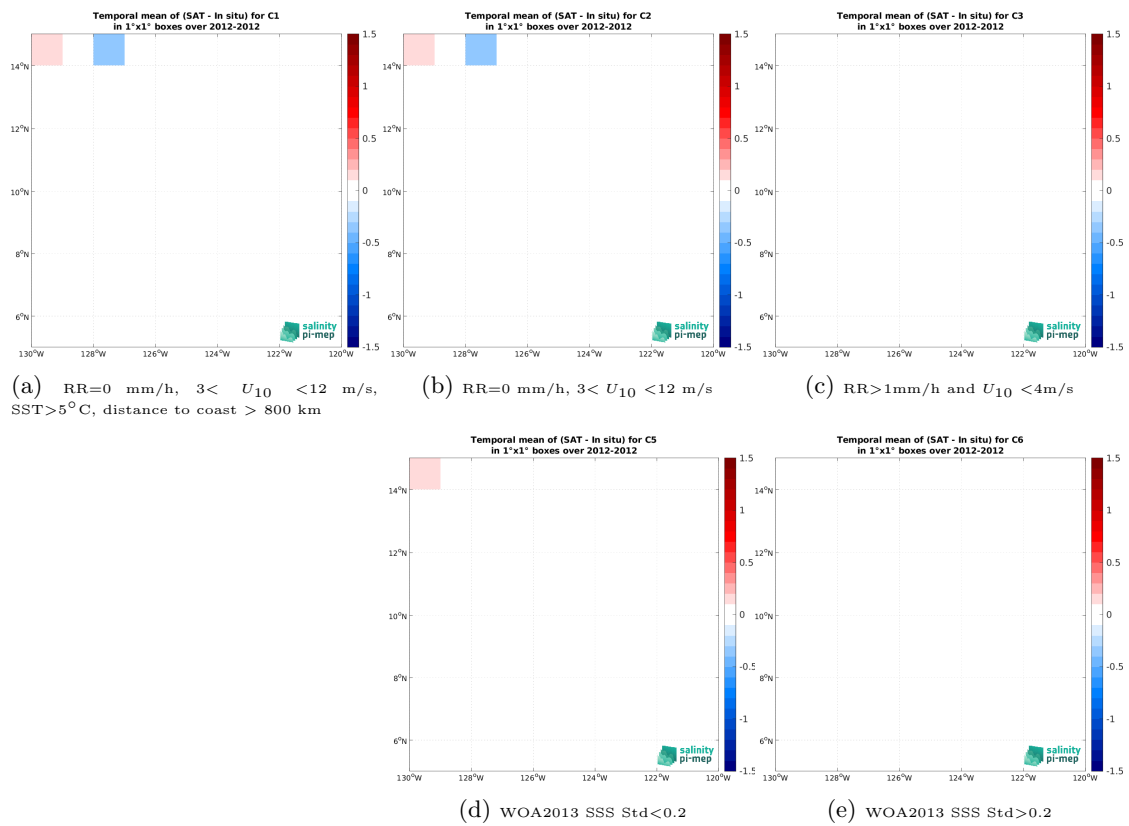 Temporal mean of (SAT - In situ) for C1
in 1°x1° boxes over 2012-2012
14°N
12°N
10°N
8°N
6°N
130°W
128°W
126°W
124°W
122°W
120°W
1.5
1
0.5
0
-0.5
-1
-1.5
salinity
pi-mep
(a) RR=0 mm/h, 3< U10 <12 m/s,
SST>5°C, distance to coast > 800 km
Temporal mean of (SAT - In situ) for C2
in 1°x1° boxes over 2012-2012
14°N
12°N
10°N
8°N
6°N
130°W
128°W
126°W
124°W
122°W
120°W
1.5
1
0.5
0
-0.5
-1
-1.5
salinity
pi-mep
(b) RR=0 mm/h, 3< U10 <12 m/s
Temporal mean of (SAT - In situ) for C3
in 1°x1° boxes over 2012-2012
14°N
12°N
10°N
8°N
6°N
130°W
128°W
126°W
124°W
122°W
120°W
1.5
1
0.5
0
-0.5
-1
-1.5
salinity
pi-mep
(c) RR>1mm/h and U10 <4m/s
Temporal mean of (SAT - In situ) for C5
in 1°x1° boxes over 2012-2012
14°N
12°N
10°N
8°N
6°N
130°W
128°W
126°W
124°W
122°W
120°W
1.5
1
0.5
0
-0.5
-1
-1.5
salinity
pi-mep
(d) WOA2013 SSS Std<0.2
Temporal mean of (SAT - In situ) for C6
in 1°x1° boxes over 2012-2012
14°N
12°N
10°N
8°N
6°N
130°W
128°W
126°W
124°W
122°W
120°W
1.5
1
0.5
0
-0.5
-1
-1.5
salinity
pi-mep
(e) WOA2013 SSS Std>0.2